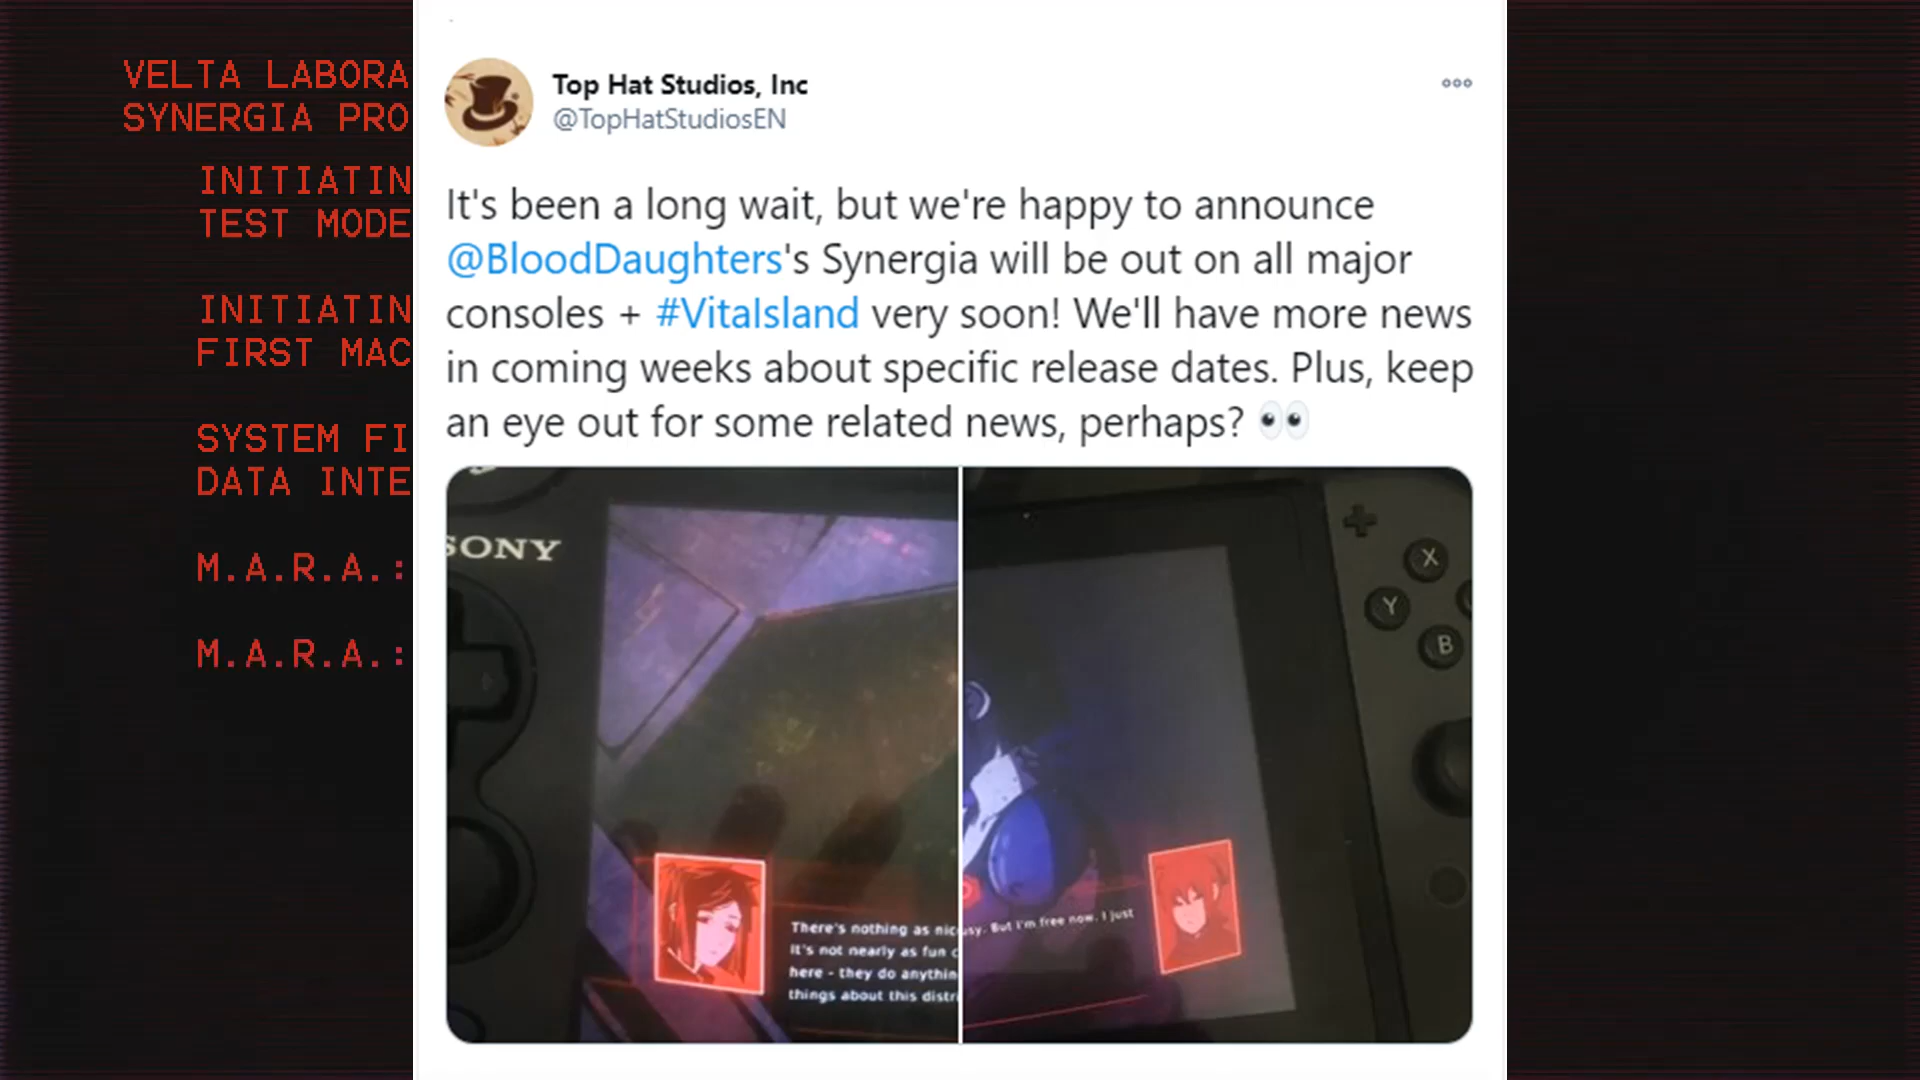 VELTA LABORA
SYNERGIA PRO
INITIATIN
TEST MODE
INITIATIN
FIRST MAC
SYSTEM FI
DATA INTE
M.A.R.A.:
M.A.R.A.:
Top Hat Studios, Inc
@TopHatStudiosEN
It's been a long wait, but we're happy to announce
@BloodDaughters's Synergia will be out on all major
consoles + #VitaIsland very soon! We'll have more news
in coming weeks about specific release dates. Plus, keep
an eye out for some related news, perhaps? 👀
SONY
There's nothing as nic
It's not nearly as fun c
here - they do anythin
things about this distri
usy. But I'm free now. I just
X
Y
B